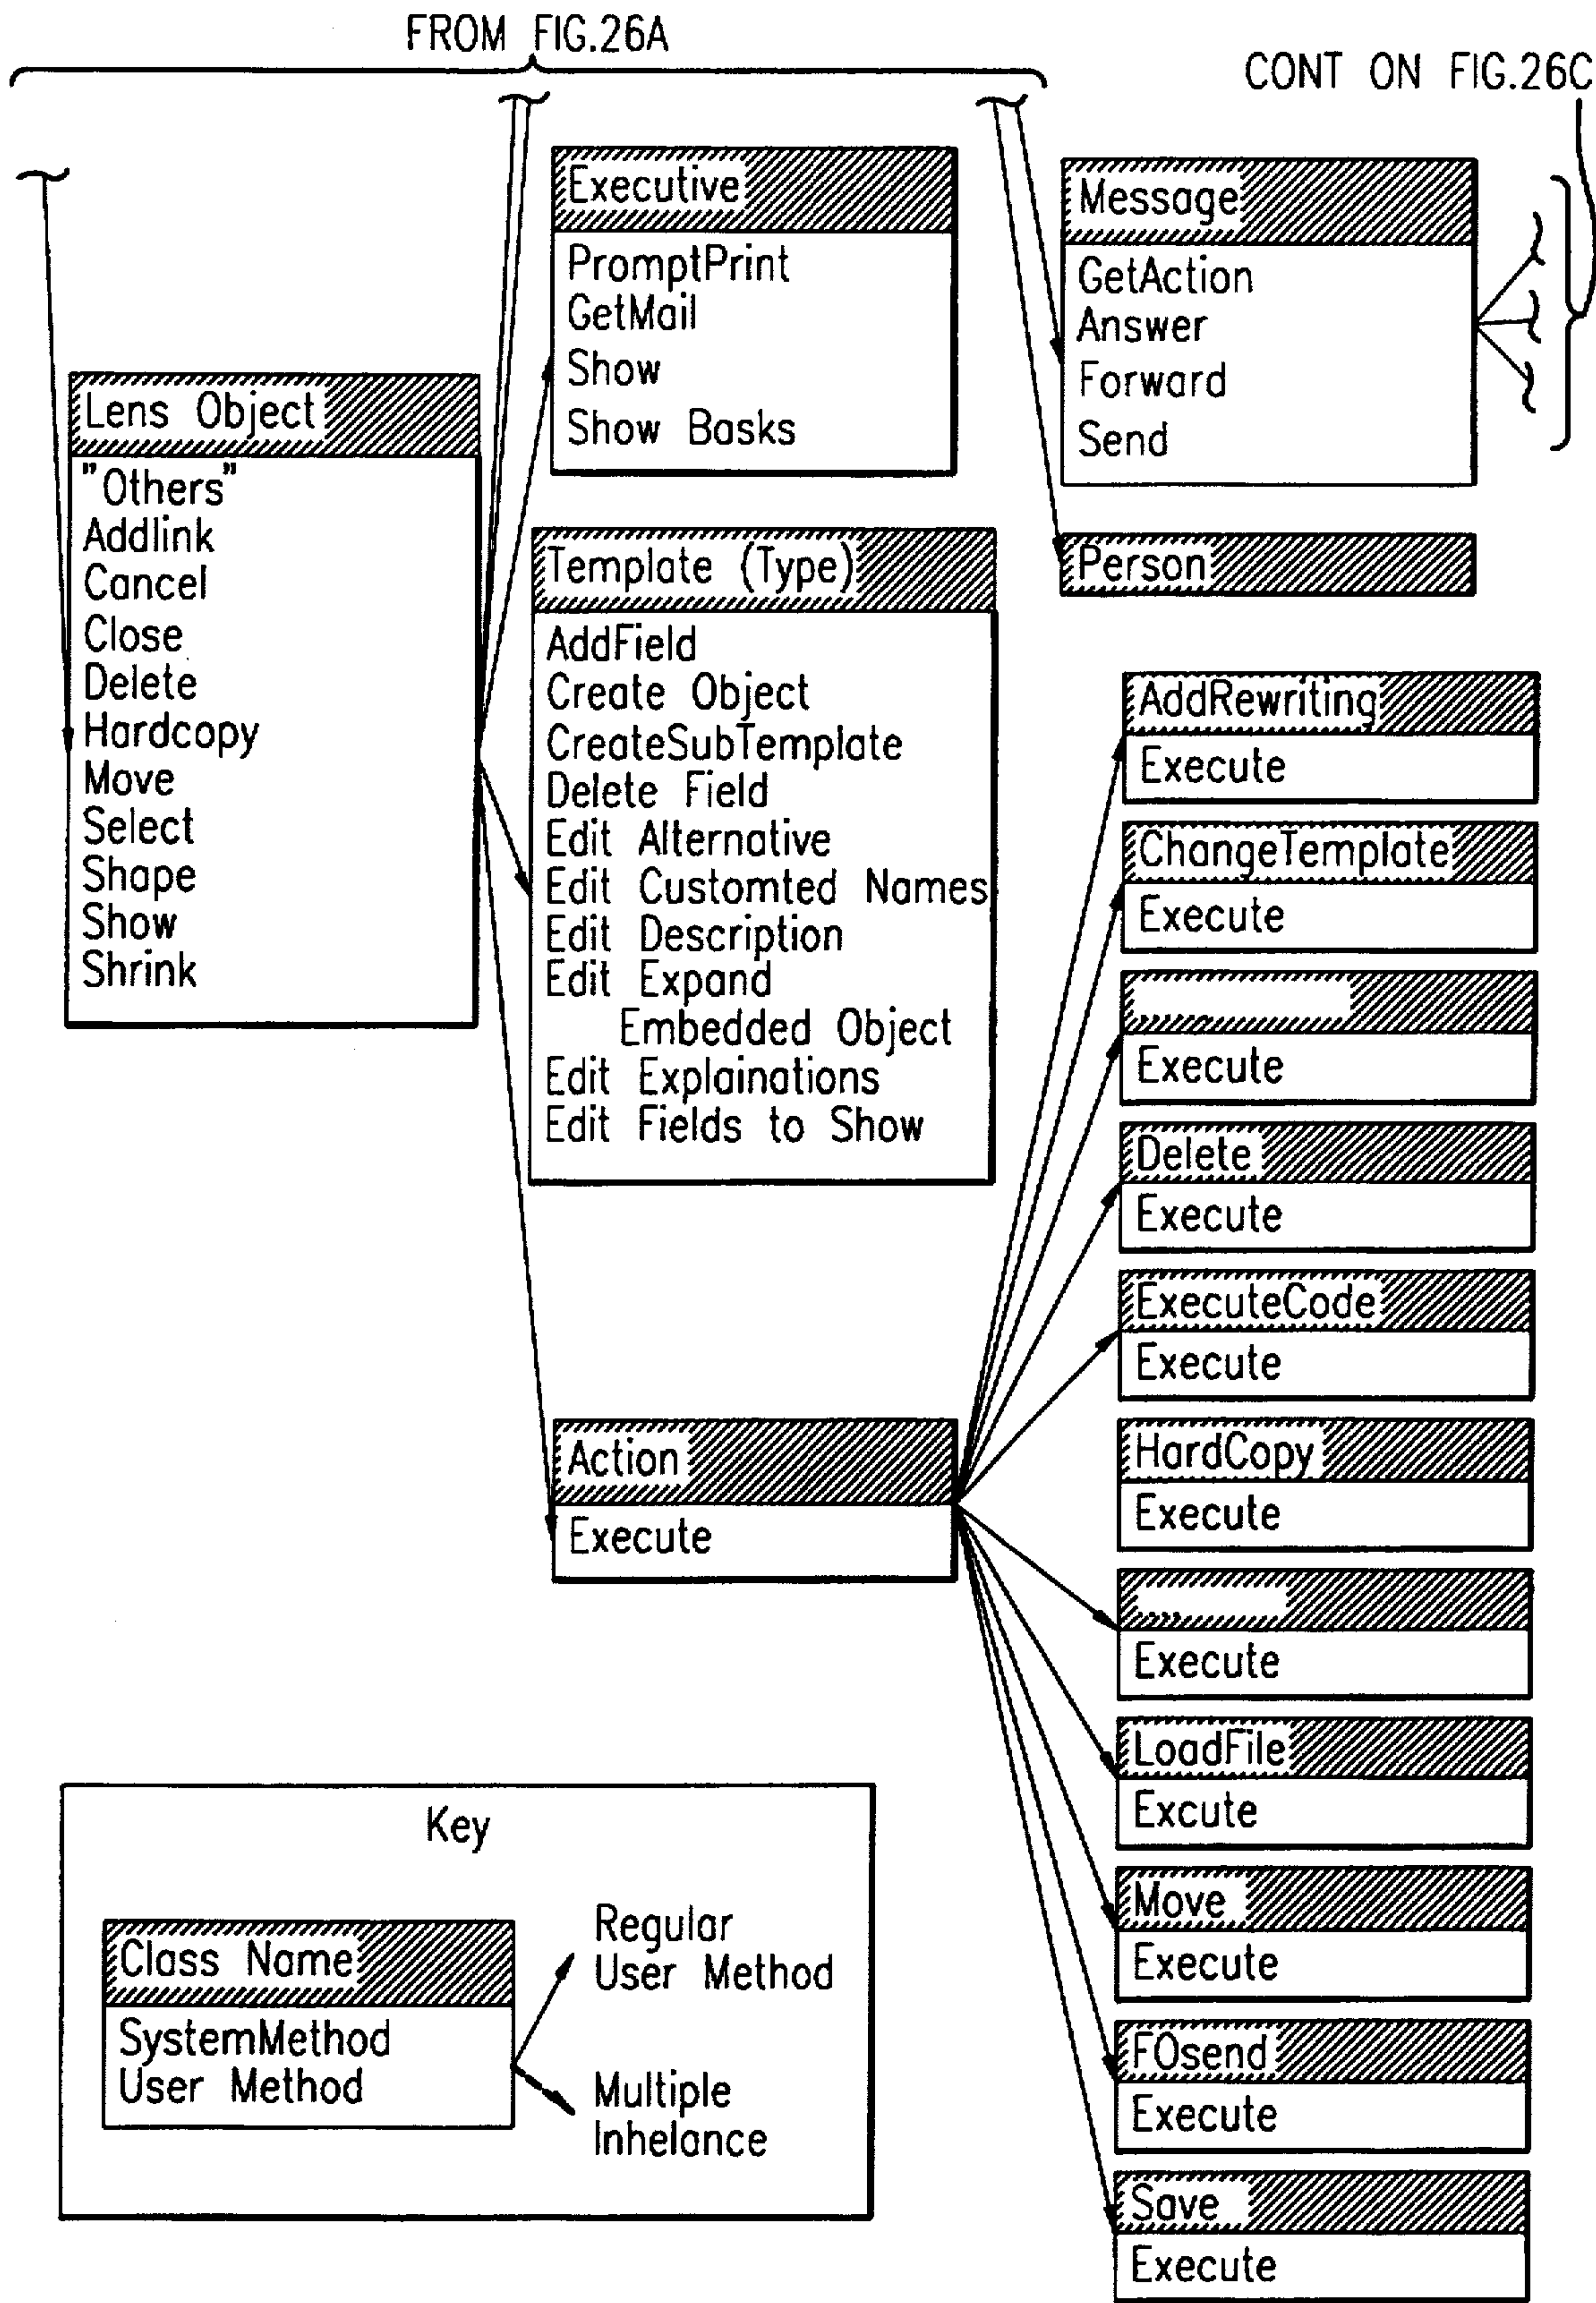 FROM FIG.26A
CONT ON FIG.26C
Lens Object
"Others"
Addlink
Cancel
Close
Delete
Hardcopy
Move
Select
Shape
Show
Shrink
Executive
PromptPrint
GetMail
Show
Show Basks
Template (Type)
AddField
Create Object
CreateSubTemplate
Delete Field
Edit Alternative
Edit Customted Names
Edit Description
Edit Expand
Embedded Object
Edit Explainations
Edit Fields to Show
Action
Execute
Message
GetAction
Answer
Forward
Send
Person
AddRewriting
Execute
ChangeTemplate
Execute
Execute
Delete
Execute
ExecuteCode
Execute
HardCopy
Execute
Execute
LoadFile
Excute
Move
Execute
FOsend
Execute
Save
Execute
Key
Class Name
SystemMethod
User Method
Regular
User Method
Multiple
Inhelance